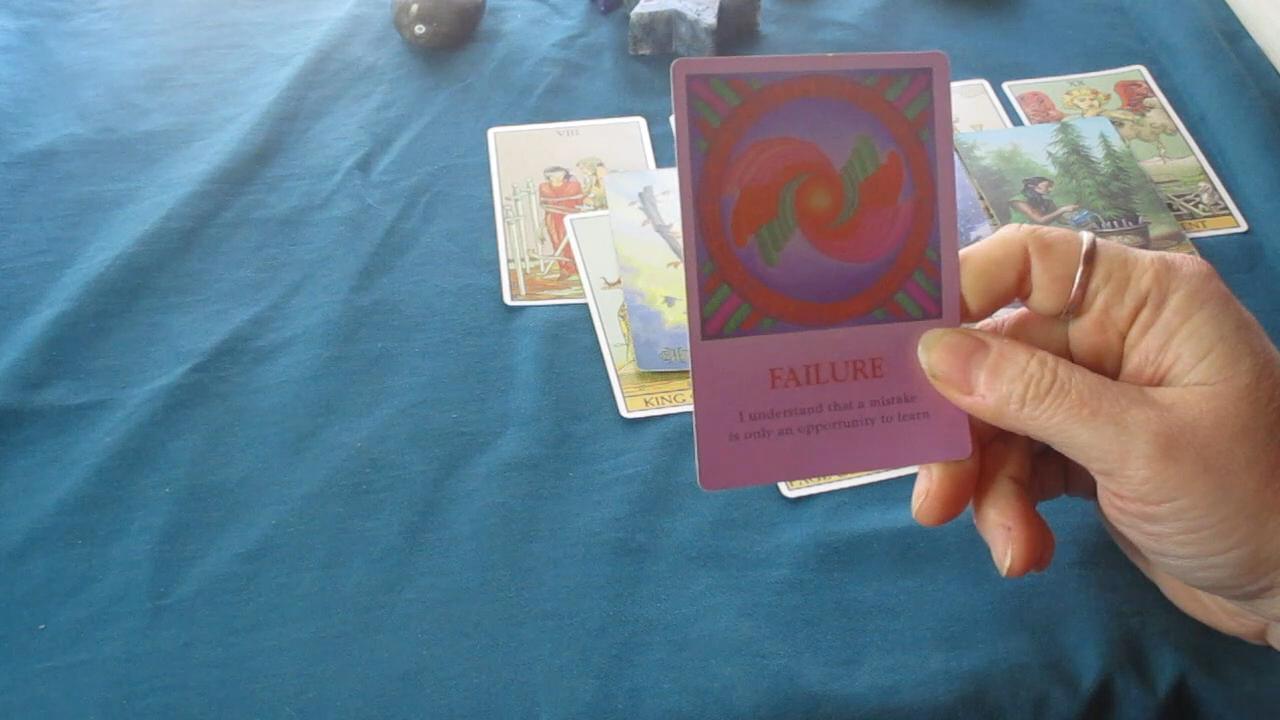 VIII
FAILURE
I understand that a mistake
is only an opportunity to learn
KING